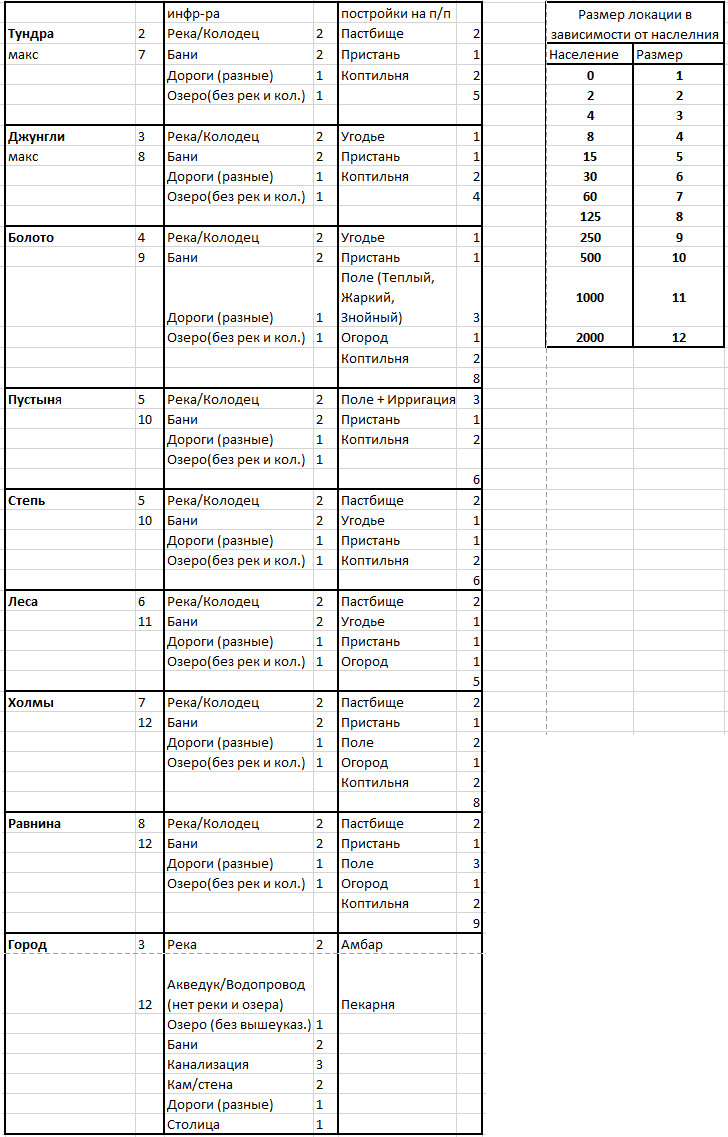 инфр-ра постройки на п/п
Тундра 2 Река/Колодец 2 Пастбище 2
макс 7 Бани 2 Пристань 1
Дороги (разные) 1 Коптильня 2
Озеро(без рек и кол.) 1 5
Джунгли 3 Река/Колодец 2 Угодье 1
макс 8 Бани 2 Пристань 1
Дороги (разные) 1 Коптильня 2
Озеро(без рек и кол.) 1 4
Болото 4 Река/Колодец 2 Угодье 1
9 Бани 2 Пристань 1
Поле (Теплый,
Жаркий,
Дороги (разные) 1 Знойный) 3
Озеро(без рек и кол.) 1 Огород 1
Коптильня 2
8
Пустыня 5 Река/Колодец 2 Поле + Ирригация 3
10 Бани 2 Пристань 1
Дороги (разные) 1 Коптильня 2
Озеро(без рек и кол.) 1
6
Степь 5 Река/Колодец 2 Пастбище 2
10 Бани 2 Угодье 1
Дороги (разные) 1 Пристань 1
Озеро(без рек и кол.) 1 Коптильня 2
6
Леса 6 Река/Колодец 2 Пастбище 2
11 Бани 2 Угодье 1
Дороги (разные) 1 Пристань 1
Озеро(без рек и кол.) 1 Огород 1
5
Холмы 7 Река/Колодец 2 Пастбище 2
12 Бани 2 Пристань 1
Дороги (разные) 1 Поле 2
Озеро(без рек и кол.) 1 Огород 1
Коптильня 2
8
Равнина 8 Река/Колодец 2 Пастбище 2
12 Бани 2 Пристань 1
Дороги (разные) 1 Поле 3
Озеро(без рек и кол.) 1 Огород 1
Коптильня 2
9
Город 3 Река 2 Амбар
Акведук/Водопровод
12 (нет реки и озера) Пекарня
Озеро (без вышеуказ.) 1
Бани 2
Канализация 3
Кам/стена 2
Дороги (разные) 1
Столица 1
Размер локации в
зависимости от наслелния
Население Размер
0 1
2 2
4 3
8 4
15 5
30 6
60 7
125 8
250 9
500 10
1000 11
2000 12